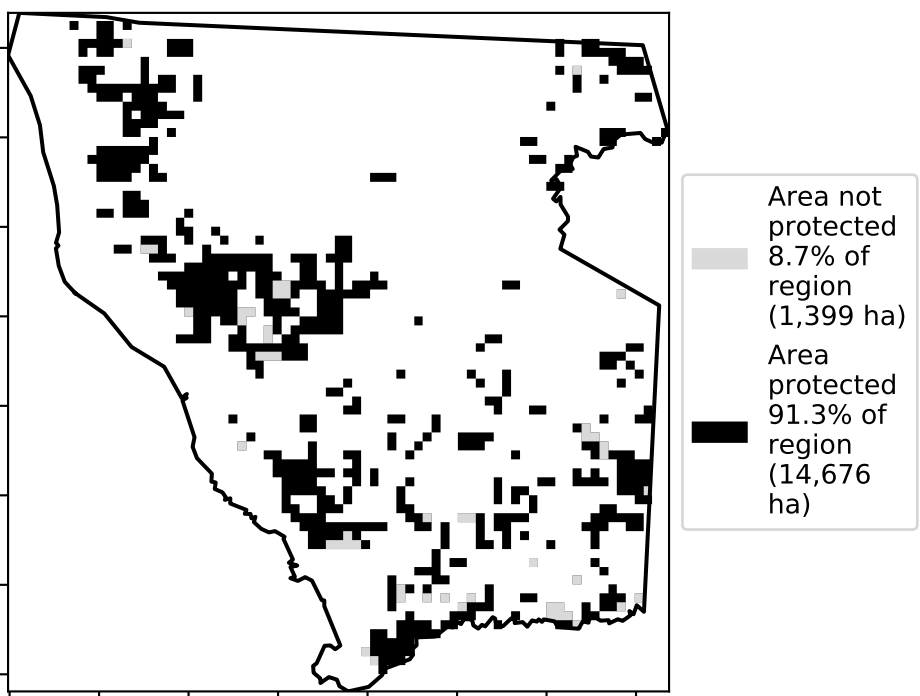 Area not
protected
8.7% of
region
(1,399 ha)
Area
protected
91.3% of
region
(14,676
ha)